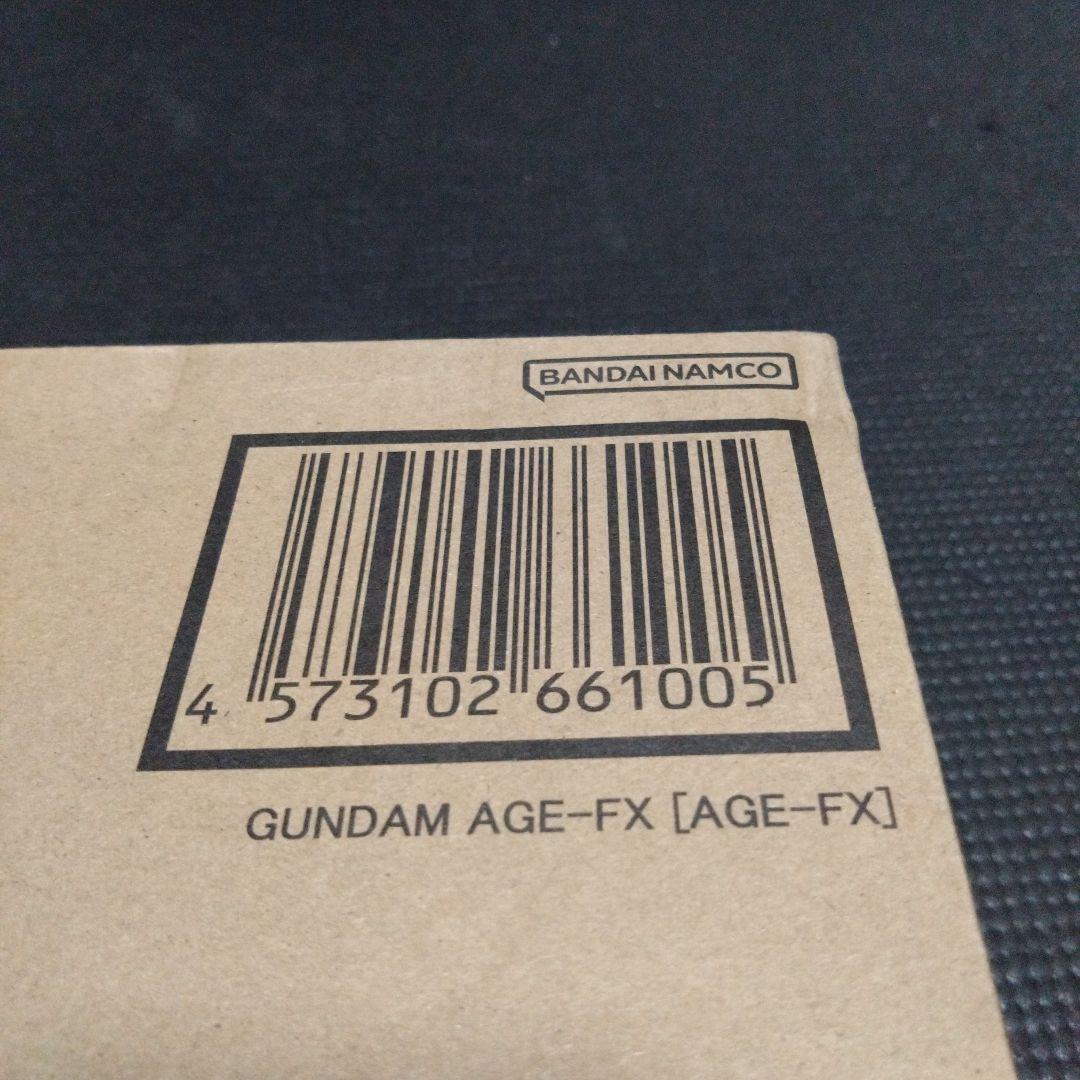 BANDAI NAMCO
4 573102 661005
GUNDAM AGE-FX [AGE-FX]